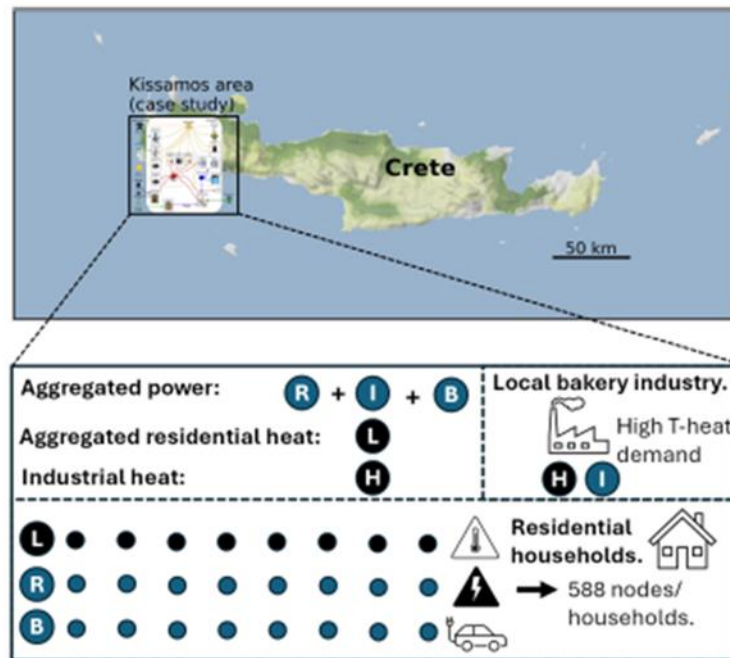 Kissamos area
(case study)
Crete
50 km
Aggregated power:
R + I + B
Aggregated residential heat:
L
Industrial heat:
H
Local bakery industry.
High T-heat
demand
H I
L
Residential
households.
R
588 nodes/
households.
B